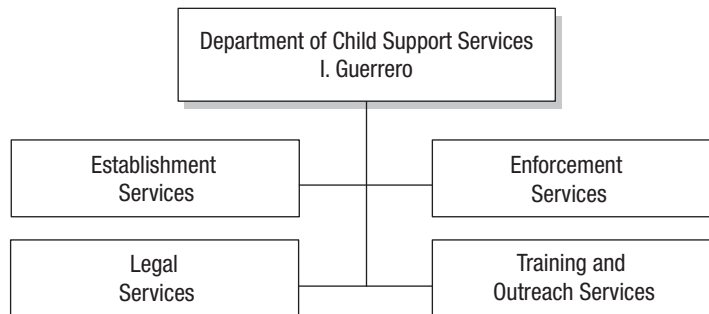 Department of Child Support Services
I. Guerrero
Establishment
Services
Enforcement
Services
Legal
Services
Training and
Outreach Services